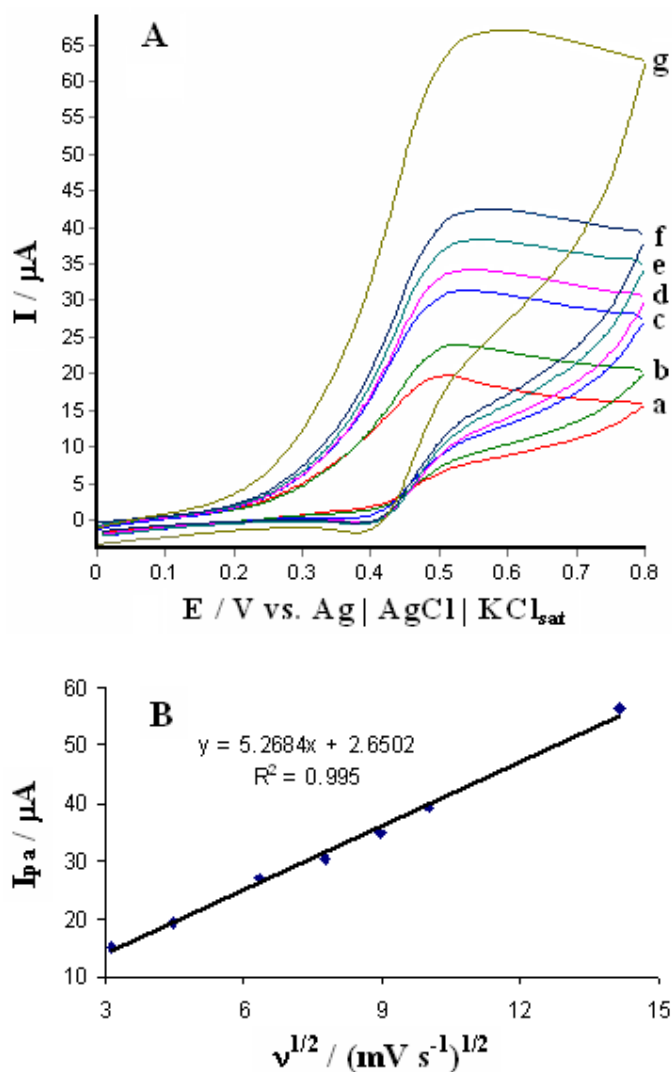 A
65
60
55
50
45
40
35
30
25
20
15
10
5
0
I / µA
g
f
e
d
c
b
a
0 0.1 0.2 0.3 0.4 0.5 0.6 0.7 0.8
E / V vs. Ag | AgCl | KCl_sat
B
60
50
40
30
20
10
I_pa / µA
y = 5.2684x + 2.6502
R² = 0.995
3 6 9 12 15
ν^1/2 / (mV s⁻¹)^1/2